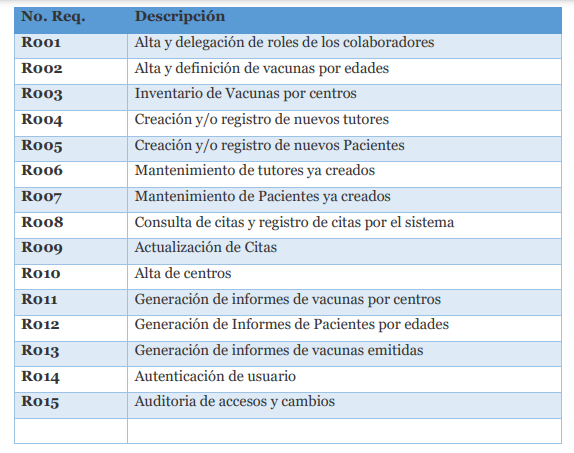 No. Req. Descripción
R001 Alta y delegación de roles de los colaboradores
R002 Alta y definición de vacunas por edades
R003 Inventario de Vacunas por centros
R004 Creación y/o registro de nuevos tutores
R005 Creación y/o registro de nuevos Pacientes
R006 Mantenimiento de tutores ya creados
R007 Mantenimiento de Pacientes ya creados
R008 Consulta de citas y registro de citas por el sistema
R009 Actualización de Citas
R010 Alta de centros
R011 Generación de informes de vacunas por centros
R012 Generación de Informes de Pacientes por edades
R013 Generación de informes de vacunas emitidas
R014 Autenticación de usuario
R015 Auditoria de accesos y cambios